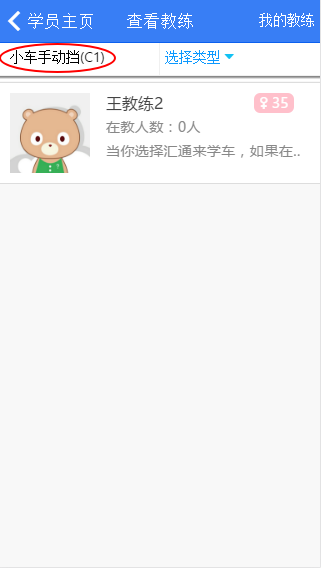 学员主页 查看教练 我的教练
小车手动挡(C1) 选择类型
王教练2 ♀ 35
在教人数：0人
当你选择汇通来学车，如果在..